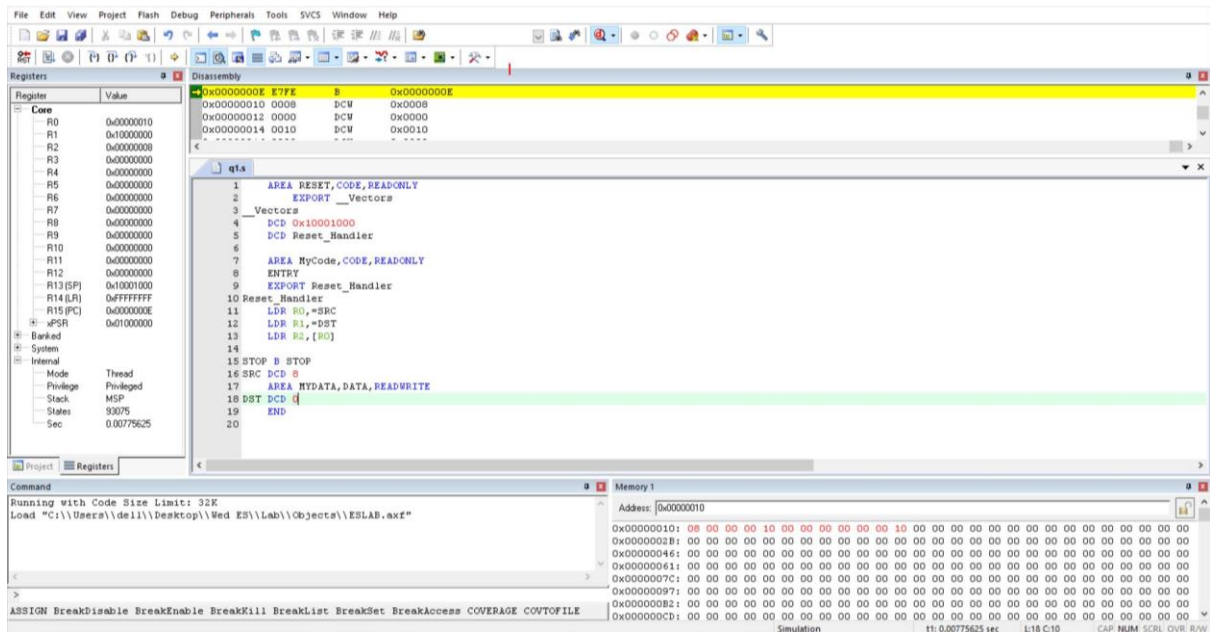 File Edit View Project Flash Debug Peripherals Tools SVCS Window Help
Registers
Register Value
Core
R0 0x00000010
R1 0x10000000
R2 0x00000008
R3 0x00000000
R4 0x00000000
R5 0x00000000
R6 0x00000000
R7 0x00000000
R8 0x00000000
R9 0x00000000
R10 0x00000000
R11 0x00000000
R12 0x00000000
R13 (SP) 0x10001000
R14 (LR) 0xFFFFFFFF
R15 (PC) 0x0000000E
xPSR 0x01000000
Banked
System
Internal
Mode Thread
Privilege Privileged
Stack MSP
States 93075
Sec 0.00775625
Project Registers
Disassembly
0x0000000E E7FE B 0x0000000E
0x00000010 0008 DCW 0x0008
0x00000012 0000 DCW 0x0000
0x00000014 0010 DCW 0x0010
q1.s
1 AREA RESET,CODE,READONLY
2 EXPORT __Vectors
3 __Vectors
4 DCD 0x10001000
5 DCD Reset_Handler
6
7 AREA MyCode,CODE,READONLY
8 ENTRY
9 EXPORT Reset_Handler
10 Reset_Handler
11 LDR R0,=SRC
12 LDR R1,=DST
13 LDR R2,[R0]
14
15 STOP B STOP
16 SRC DCD 8
17 AREA MYDATA,DATA,READWRITE
18 DST DCD 0
19 END
20
Command
Running with Code Size Limit: 32K
Load "C:\\Users\\dell\\Desktop\\Wed ES\\Lab\\Objects\\ESLAB.axf"
>
ASSIGN BreakDisable BreakEnable BreakKill BreakList BreakSet BreakAccess COVERAGE COVTOFILE
Memory 1
Address: 0x00000010
0x00000010: 08 00 00 00 10 00 00 00 00 00 00 10 00 00 00 00 00 00 00 00 00 00 00 00 00 00 00
0x0000002B: 00 00 00 00 00 00 00 00 00 00 00 00 00 00 00 00 00 00 00 00 00 00 00 00 00 00 00
0x00000046: 00 00 00 00 00 00 00 00 00 00 00 00 00 00 00 00 00 00 00 00 00 00 00 00 00 00 00
0x00000061: 00 00 00 00 00 00 00 00 00 00 00 00 00 00 00 00 00 00 00 00 00 00 00 00 00 00 00
0x0000007C: 00 00 00 00 00 00 00 00 00 00 00 00 00 00 00 00 00 00 00 00 00 00 00 00 00 00 00
0x00000097: 00 00 00 00 00 00 00 00 00 00 00 00 00 00 00 00 00 00 00 00 00 00 00 00 00 00 00
0x000000B2: 00 00 00 00 00 00 00 00 00 00 00 00 00 00 00 00 00 00 00 00 00 00 00 00 00 00 00
0x000000CD: 00 00 00 00 00 00 00 00 00 00 00 00 00 00 00 00 00 00 00 00 00 00 00 00 00 00 00
Simulation t1: 0.00775625 sec L:18 C:10 CAP NUM SCRL OVR R/W